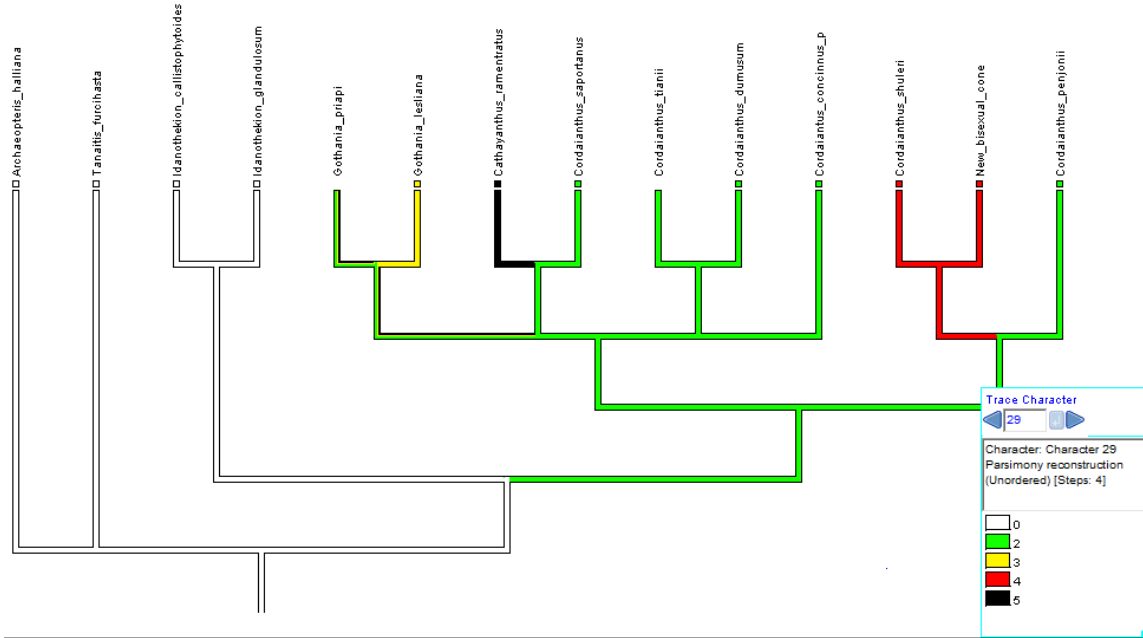 Archaeopteris_halliana
Tanaitis_furcihasta
Idanothekion_callistophytoides
Idanothekion_glandulosum
Gothania_priapi
Gothania_lesliana
Cathayanthus_ramentratus
Cordaianthus_saportanus
Cordaianthus_tianii
Cordaianthus_dumusum
Cordaiantus_concinnus_p
Cordaianthus_shuleri
New_bisexual_cone
Cordaianthus_penjonii
Trace Character
29
Character: Character 29
Parsimony reconstruction
(Unordered) [Steps: 4]
0
2
3
4
5